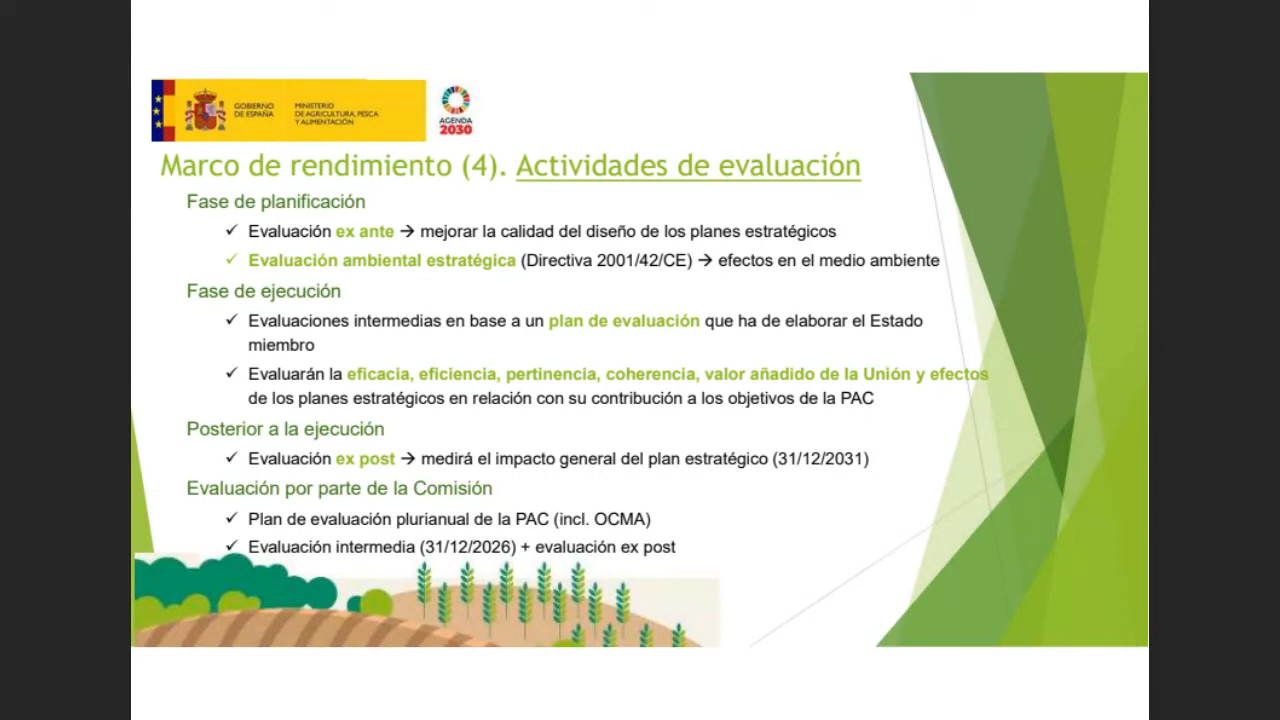 GOBIERNO
DE ESPAÑA
MINISTERIO
DE AGRICULTURA, PESCA
Y ALIMENTACIÓN
AGENDA
2030
Marco de rendimiento (4). Actividades de evaluación
Fase de planificación
✓ Evaluación ex ante → mejorar la calidad del diseño de los planes estratégicos
✓ Evaluación ambiental estratégica (Directiva 2001/42/CE) → efectos en el medio ambiente
Fase de ejecución
✓ Evaluaciones intermedias en base a un plan de evaluación que ha de elaborar el Estado
miembro
✓ Evaluarán la eficacia, eficiencia, pertinencia, coherencia, valor añadido de la Unión y efectos
de los planes estratégicos en relación con su contribución a los objetivos de la PAC
Posterior a la ejecución
✓ Evaluación ex post → medirá el impacto general del plan estratégico (31/12/2031)
Evaluación por parte de la Comisión
✓ Plan de evaluación plurianual de la PAC (incl. OCMA)
✓ Evaluación intermedia (31/12/2026) + evaluación ex post